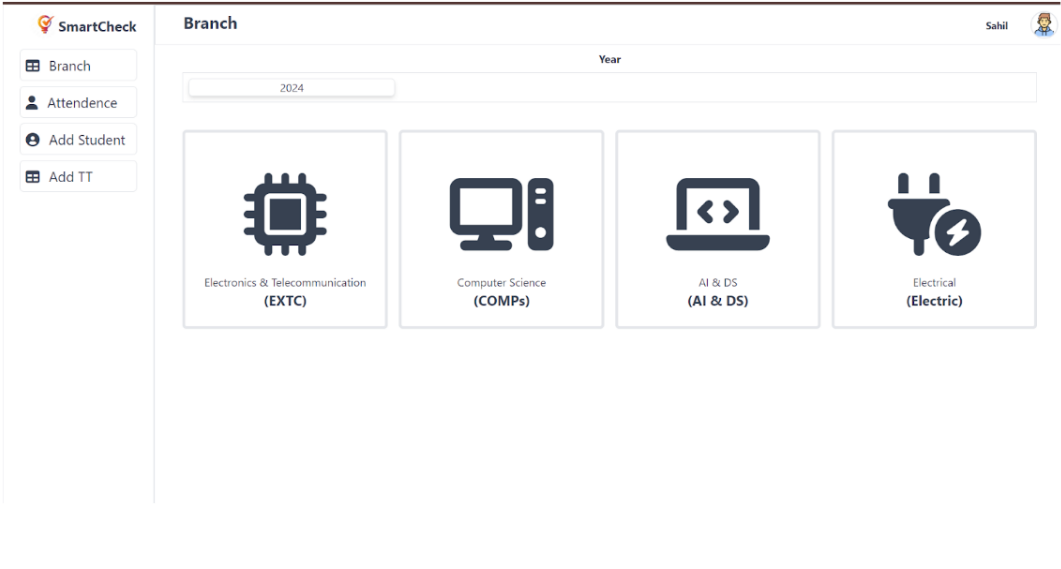 SmartCheck
Branch
Attendence
Add Student
Add TT
Branch
Sahil
Year
2024
Electronics & Telecommunication
(EXTC)
Computer Science
(COMPs)
AI & DS
(AI & DS)
Electrical
(Electric)